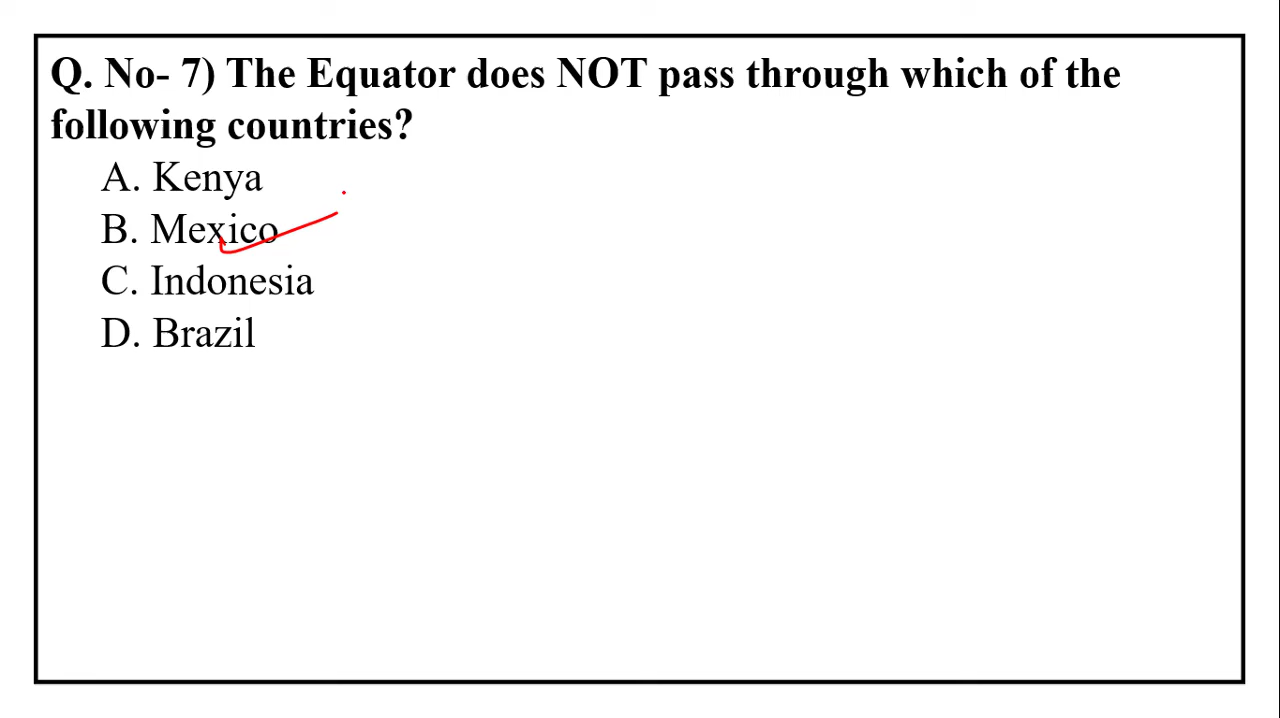 Q. No- 7) The Equator does NOT pass through which of the
following countries?
A. Kenya
B. Mexico
C. Indonesia
D. Brazil